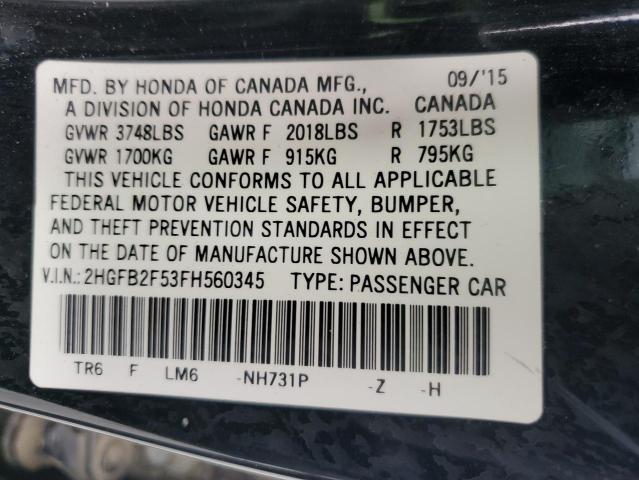 MFD. BY HONDA OF CANADA MFG., 09/'15
A DIVISION OF HONDA CANADA INC. CANADA
GVWR 3748LBS GAWR F 2018LBS R 1753LBS
GVWR 1700KG GAWR F 915KG R 795KG
THIS VEHICLE CONFORMS TO ALL APPLICABLE
FEDERAL MOTOR VEHICLE SAFETY, BUMPER,
AND THEFT PREVENTION STANDARDS IN EFFECT
ON THE DATE OF MANUFACTURE SHOWN ABOVE.
V.I.N.: 2HGFB2F53FH560345 TYPE: PASSENGER CAR
TR6 F LM6 -NH731P -Z -H